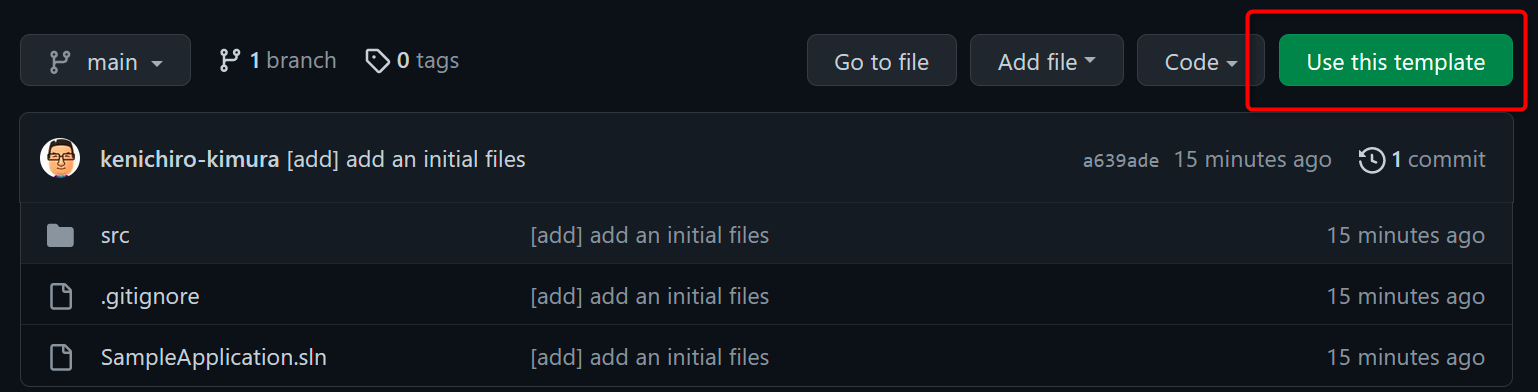 main 1 branch 0 tags Go to file Add file Code Use this template
kenichiro-kimura [add] add an initial files a639ade 15 minutes ago 1 commit
src [add] add an initial files 15 minutes ago
.gitignore [add] add an initial files 15 minutes ago
SampleApplication.sln [add] add an initial files 15 minutes ago